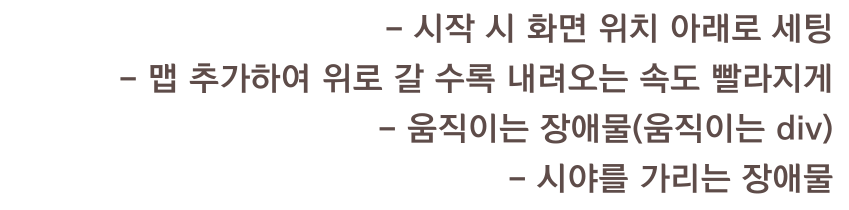 - 시작 시 화면 위치 아래로 세팅
- 맵 추가하여 위로 갈 수록 내려오는 속도 빨라지게
- 움직이는 장애물(움직이는 div)
- 시야를 가리는 장애물